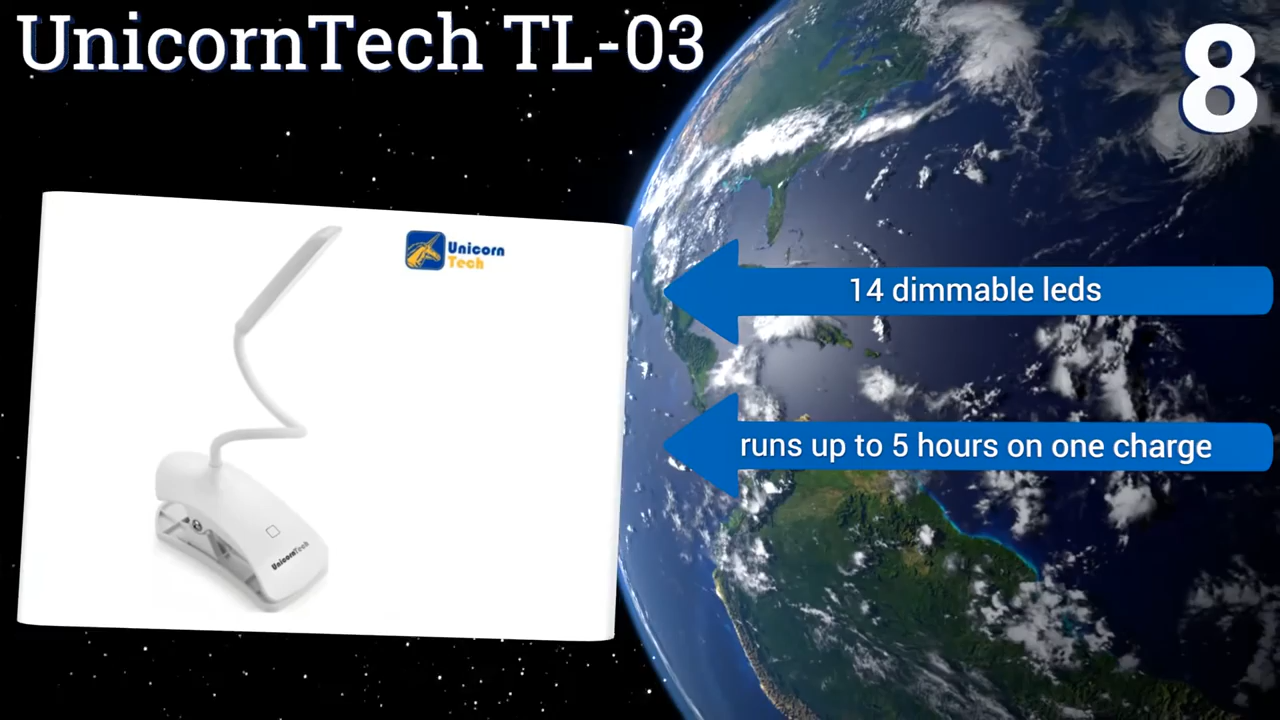 UnicornTech TL-03
8
Unicorn
Tech
14 dimmable leds
runs up to 5 hours on one charge
UnicornTech